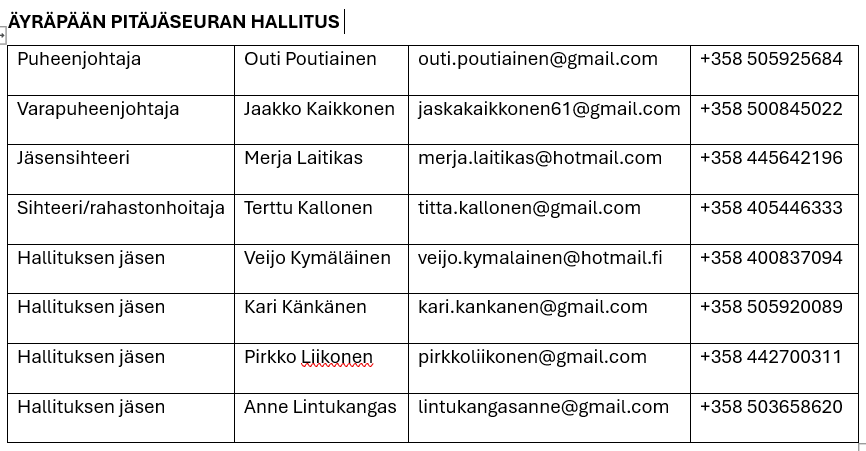 ÄYRÄPÄÄN PITÄJÄSEURAN HALLITUS
Puheenjohtaja Outi Poutiainen outi.poutiainen@gmail.com +358 505925684
Varapuheenjohtaja Jaakko Kaikkonen jaskakaikkonen61@gmail.com +358 500845022
Jäsensihteeri Merja Laitikas merja.laitikas@hotmail.com +358 445642196
Sihteeri/rahastonhoitaja Terttu Kallonen titta.kallonen@gmail.com +358 405446333
Hallituksen jäsen Veijo Kymäläinen veijo.kymalainen@hotmail.fi +358 400837094
Hallituksen jäsen Kari Känkänen kari.kankanen@gmail.com +358 505920089
Hallituksen jäsen Pirkko Liikonen pirkkoliikonen@gmail.com +358 442700311
Hallituksen jäsen Anne Lintukangas lintukangasanne@gmail.com +358 503658620